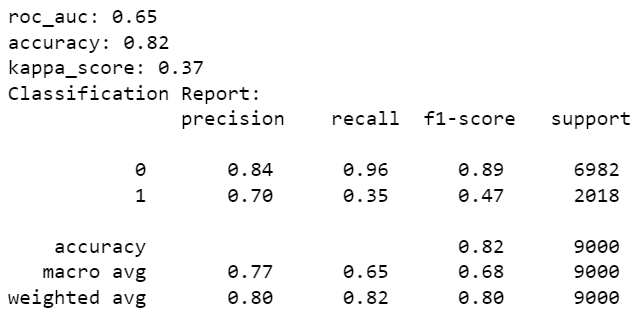 roc_auc: 0.65
accuracy: 0.82
kappa_score: 0.37
Classification Report:
precision recall f1-score support
0 0.84 0.96 0.89 6982
1 0.70 0.35 0.47 2018
accuracy 0.82 9000
macro avg 0.77 0.65 0.68 9000
weighted avg 0.80 0.82 0.80 9000